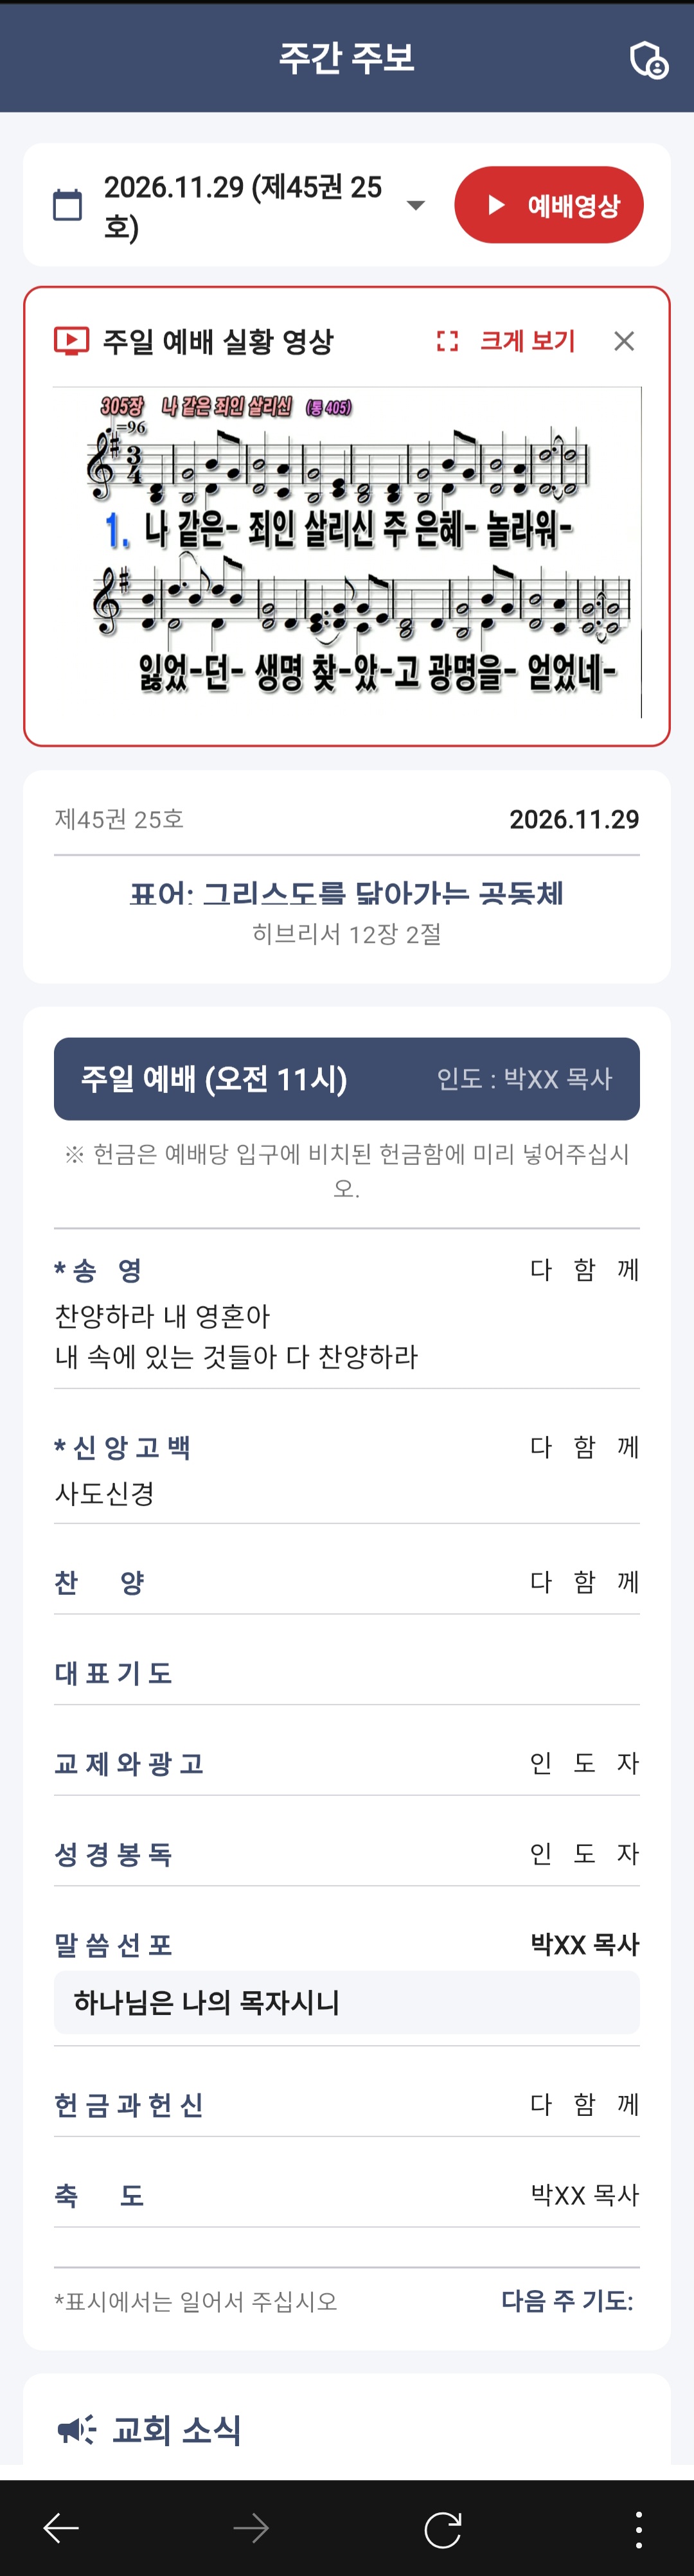 주간 주보
2026.11.29 (제45권 25
호)
예배영상
주일 예배 실황 영상
크게 보기
305장 나 같은 죄인 살리신 (통 405)
♩=96
3
4
1. 나 같은- 죄인 살리신 주 은혜- 놀라워-
잃었-던- 생명 찾-았-고 광명을- 얻었네-
제45권 25호
2026.11.29
표어: 그리스도를 닮아가는 공동체
히브리서 12장 2절
주일 예배 (오전 11시)
인도 : 박XX 목사
※ 헌금은 예배당 입구에 비치된 헌금함에 미리 넣어주십시
오.
* 송 영
다 함 께
찬양하라 내 영혼아
내 속에 있는 것들아 다 찬양하라
* 신 앙 고 백
다 함 께
사도신경
찬 양
다 함 께
대 표 기 도
교 제 와 광 고
인 도 자
성 경 봉 독
인 도 자
말 씀 선 포
박XX 목사
하나님은 나의 목자시니
헌 금 과 헌 신
다 함 께
축 도
박XX 목사
*표시에서는 일어서 주십시오
다음 주 기도:
교회 소식